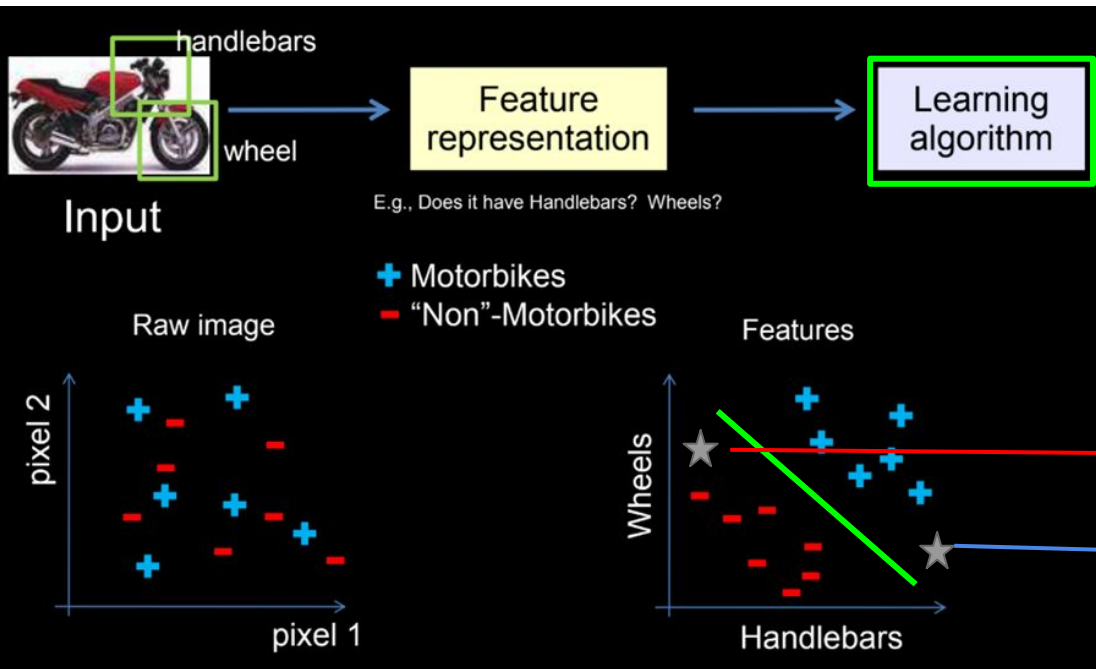 handlebars
wheel
Input
Feature
representation
E.g., Does it have Handlebars? Wheels?
Learning
algorithm
Motorbikes
“Non”-Motorbikes
Raw image
pixel 2
pixel 1
Features
Wheels
Handlebars